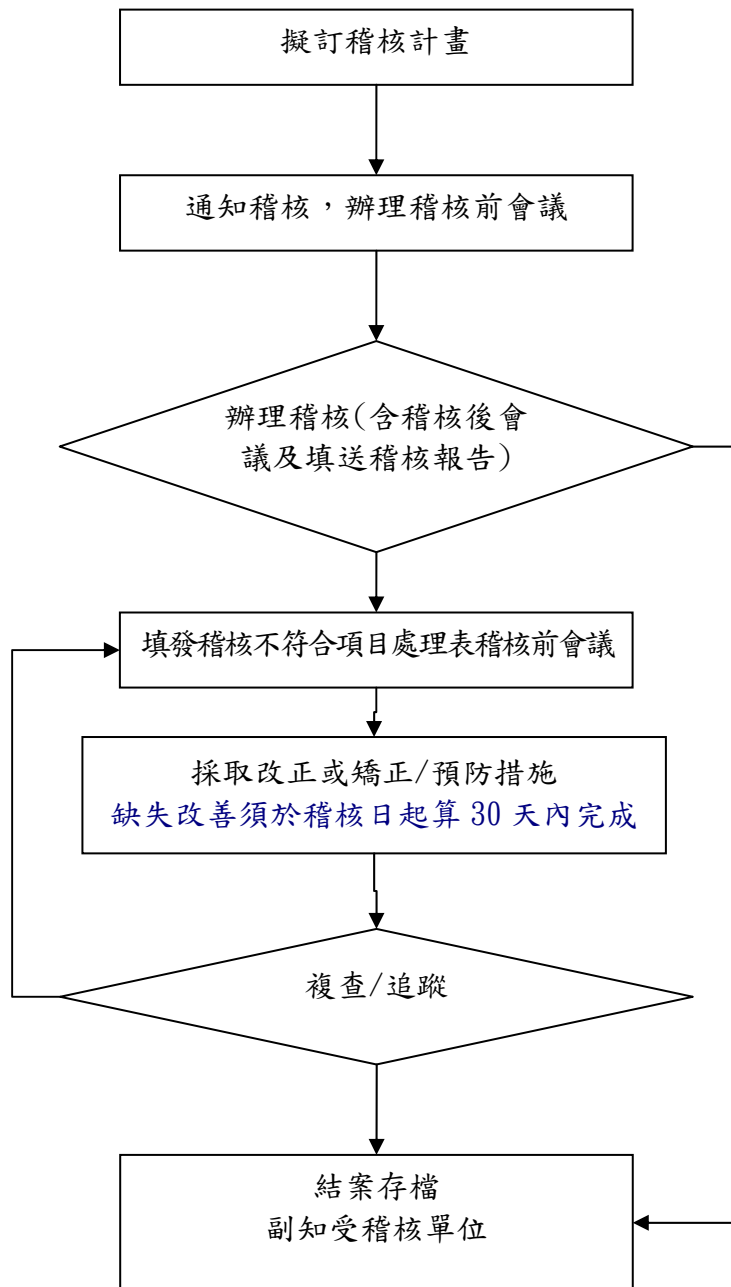 擬訂稽核計畫
通知稽核，辦理稽核前會議
辦理稽核(含稽核後會
議及填送稽核報告)
填發稽核不符合項目處理表稽核前會議
採取改正或矯正/預防措施
缺失改善須於稽核日起算 30 天內完成
複查/追蹤
結案存檔
副知受稽核單位